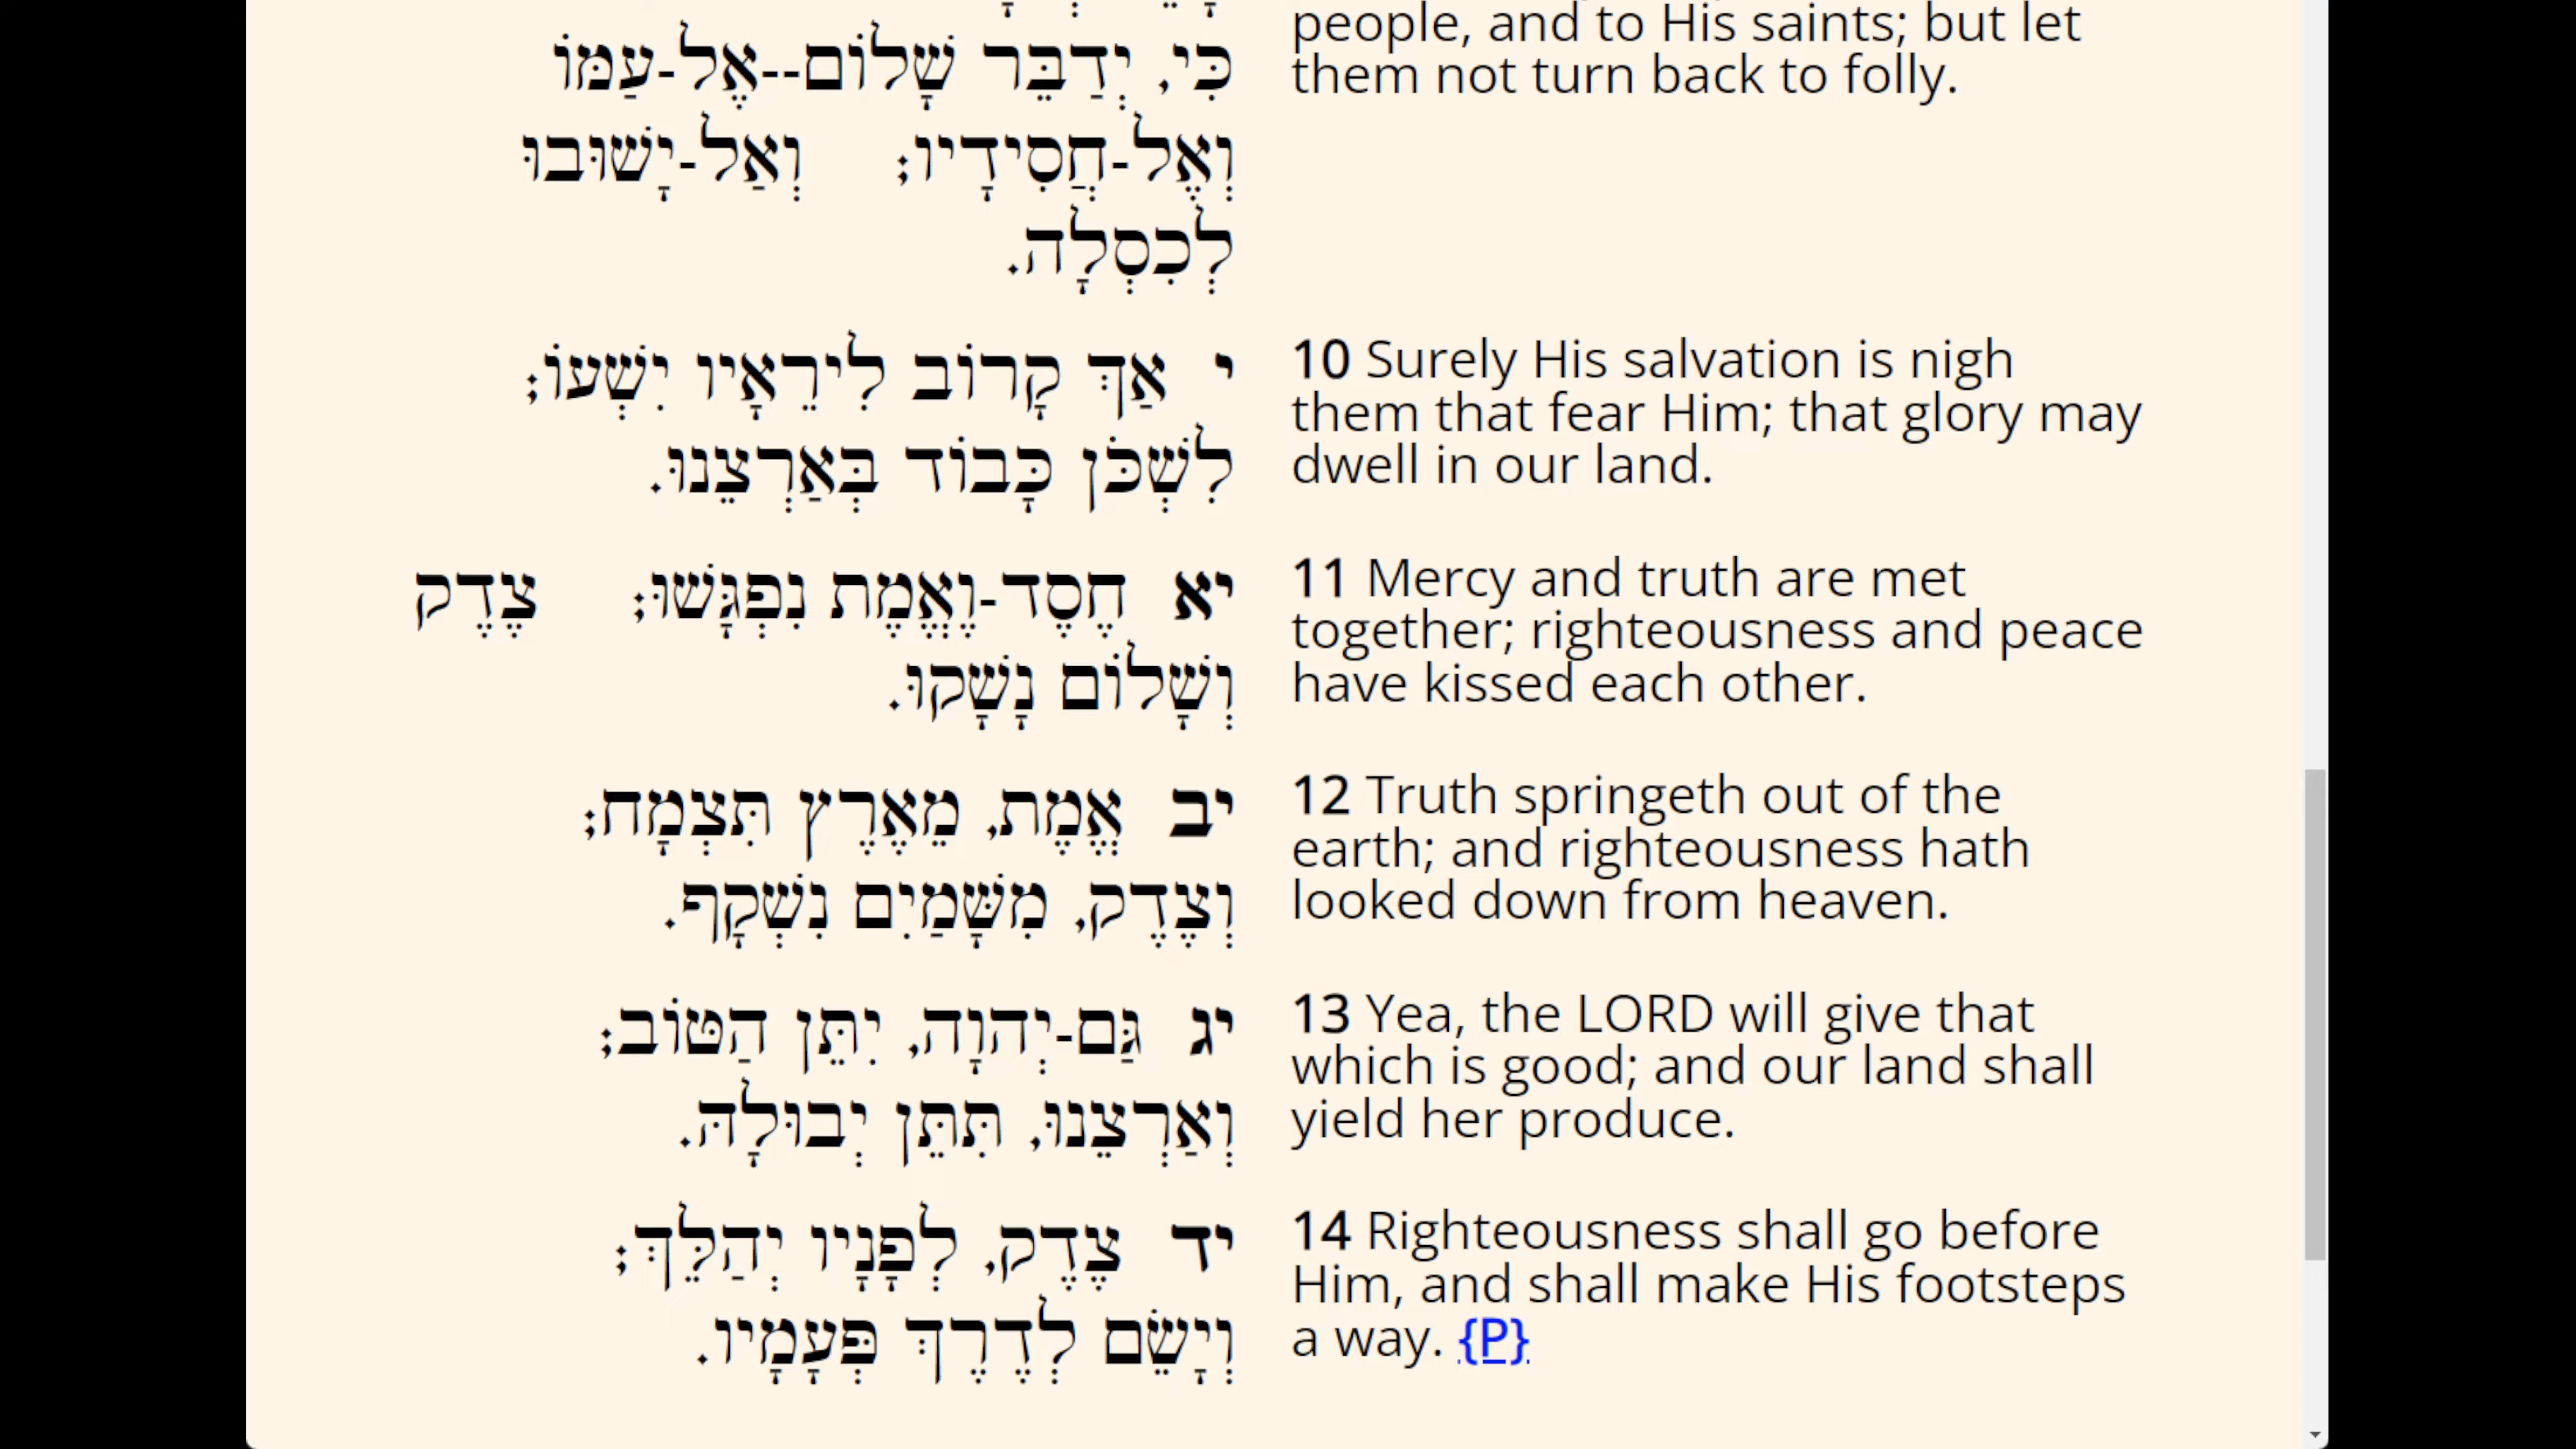 כִּי, יְדַבֵּר שָׁלוֹם--אֶל-עַמּוֹ
וְאֶל-חֲסִידָיו; וְאַל-יָשׁוּבוּ
לְכִסְלָה.
י אַךְ קָרוֹב לִירֵאָיו יִשְׁעוֹ;
לִשְׁכֹּן כָּבוֹד בְּאַרְצֵנוּ.
יא חֶסֶד-וֶאֱמֶת נִפְגָּשׁוּ; צֶדֶק
וְשָׁלוֹם נָשָׁקוּ.
יב אֱמֶת, מֵאֶרֶץ תִּצְמָח;
וְצֶדֶק, מִשָּׁמַיִם נִשְׁקָף.
יג גַּם-יְהוָה, יִתֵּן הַטּוֹב;
וְאַרְצֵנוּ, תִּתֵּן יְבוּלָהּ.
יד צֶדֶק, לְפָנָיו יְהַלֵּךְ;
וְיָשֵׂם לְדֶרֶךְ פְּעָמָיו.
people, and to His saints; but let
them not turn back to folly.
10 Surely His salvation is nigh
them that fear Him; that glory may
dwell in our land.
11 Mercy and truth are met
together; righteousness and peace
have kissed each other.
12 Truth springeth out of the
earth; and righteousness hath
looked down from heaven.
13 Yea, the LORD will give that
which is good; and our land shall
yield her produce.
14 Righteousness shall go before
Him, and shall make His footsteps
a way. {P}